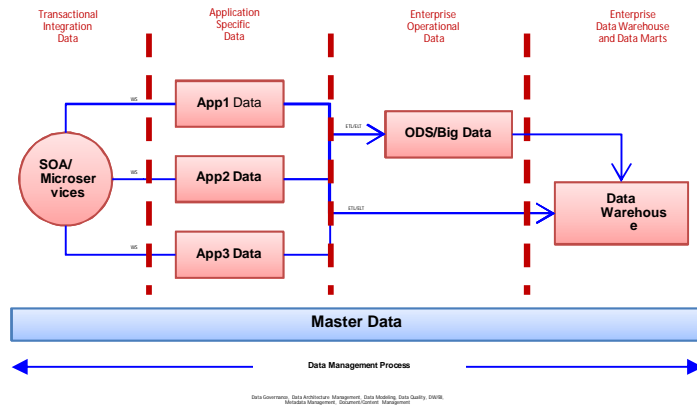 Transactional
Integration
Data
Application
Specific
Data
Enterprise
Operational
Data
Enterprise
Data Warehouse
and Data Marts
WS
App1 Data
ETL/ELT
ODS/Big Data
SOA/
Microser
vices
WS
App2 Data
Data
Warehous
e
ETL/ELT
WS
App3 Data
Master Data
Data Management Process
Data Governance, Data Architecture Management, Data Modeling, Data Quality, DW/BI,
Metadata Management, Document/Content Management